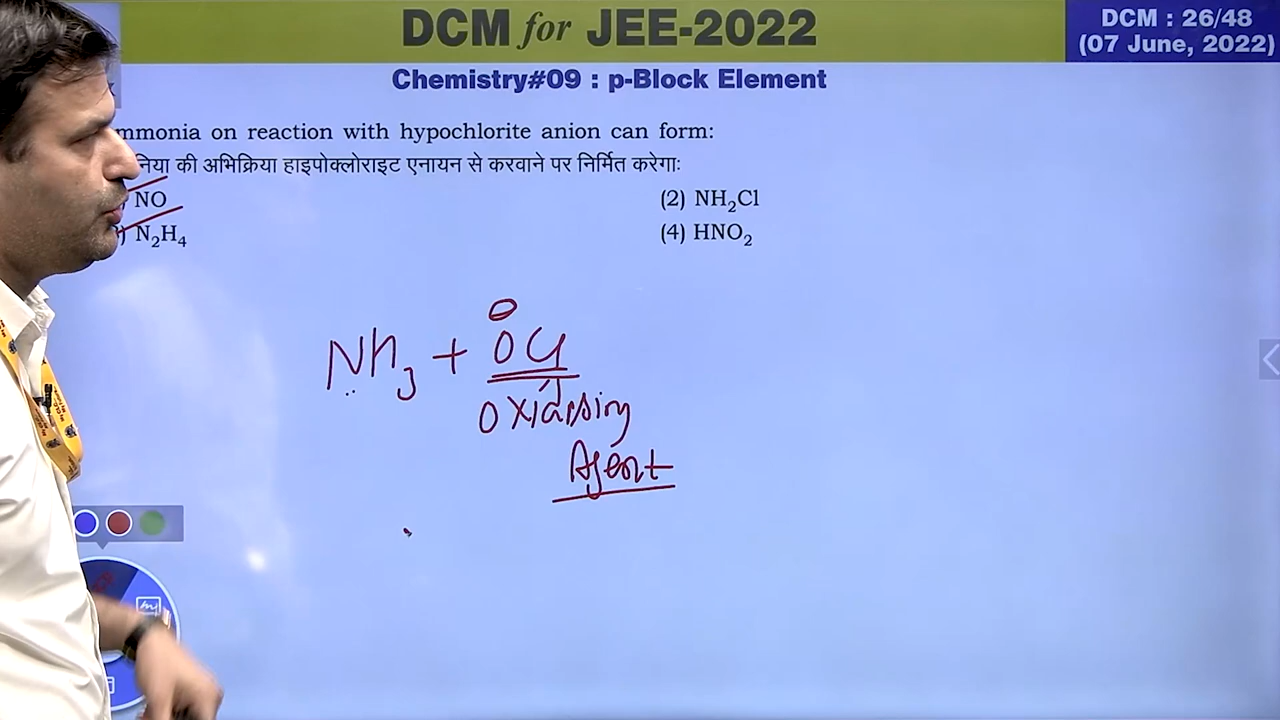 DCM for JEE-2022
DCM : 26/48
(07 June, 2022)
Chemistry#09 : p-Block Element
mmonia on reaction with hypochlorite anion can form:
निया की अभिक्रिया हाइपोक्लोराइट एनायन से करवाने पर निर्मित करेगाः
) NO
(2) NH₂Cl
) N₂H₄
(4) HNO₂
NH₃ + OCl
Oxidising
Agent